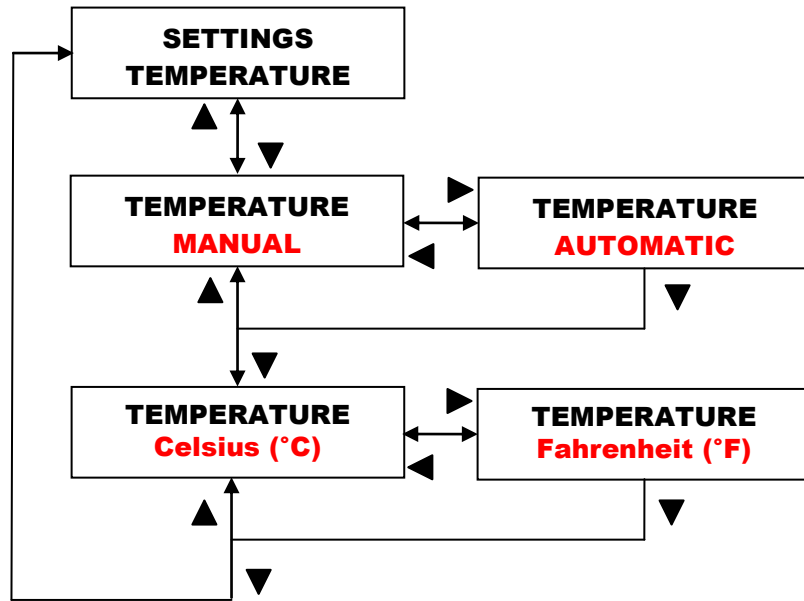 SETTINGS
TEMPERATURE
TEMPERATURE
MANUAL
TEMPERATURE
AUTOMATIC
TEMPERATURE
Celsius (°C)
TEMPERATURE
Fahrenheit (°F)